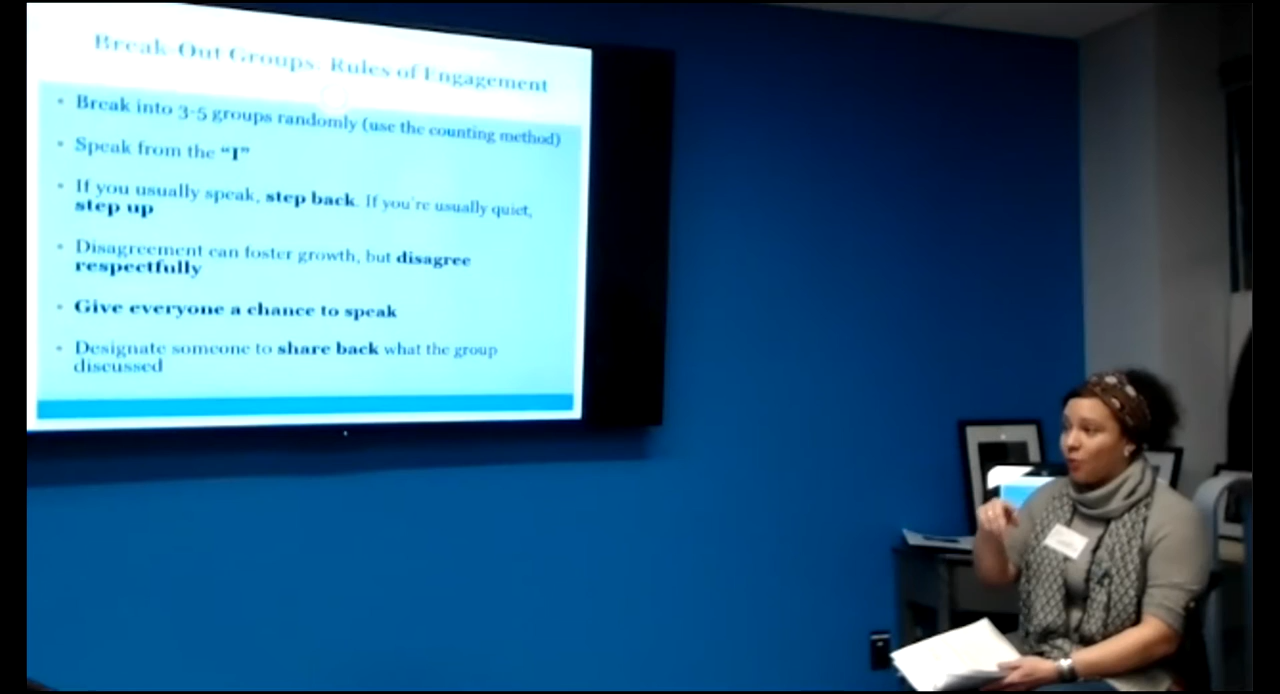 Break-Out Groups: Rules of Engagement
• Break into 3-5 groups randomly (use the counting method)
• Speak from the “I”
• If you usually speak, step back. If you're usually quiet,
step up
• Disagreement can foster growth, but disagree
respectfully
• Give everyone a chance to speak
• Designate someone to share back what the group
discussed